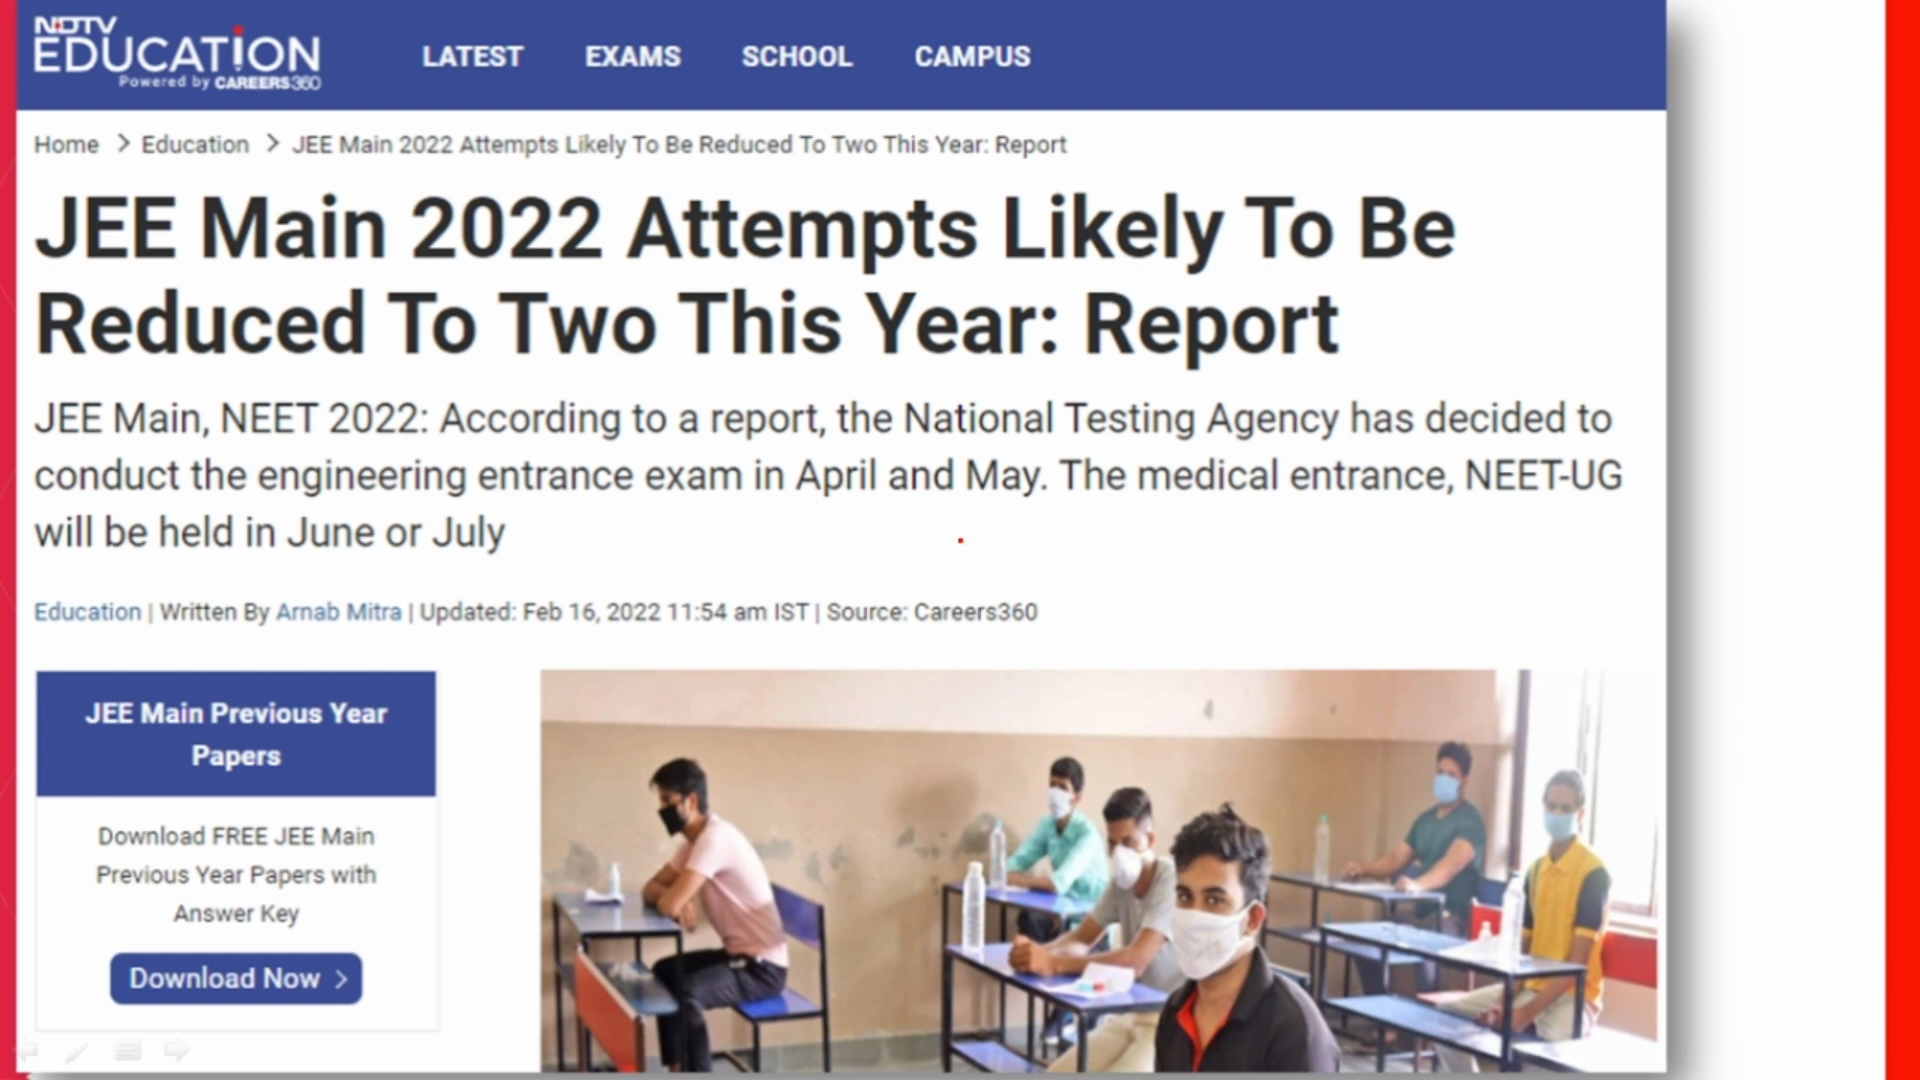 NDTV
EDUCATION
Powered by CAREERS360
LATEST EXAMS SCHOOL CAMPUS
Home > Education > JEE Main 2022 Attempts Likely To Be Reduced To Two This Year: Report
JEE Main 2022 Attempts Likely To Be
Reduced To Two This Year: Report
JEE Main, NEET 2022: According to a report, the National Testing Agency has decided to
conduct the engineering entrance exam in April and May. The medical entrance, NEET-UG
will be held in June or July
Education | Written By Arnab Mitra | Updated: Feb 16, 2022 11:54 am IST | Source: Careers360
JEE Main Previous Year
Papers
Download FREE JEE Main
Previous Year Papers with
Answer Key
Download Now >